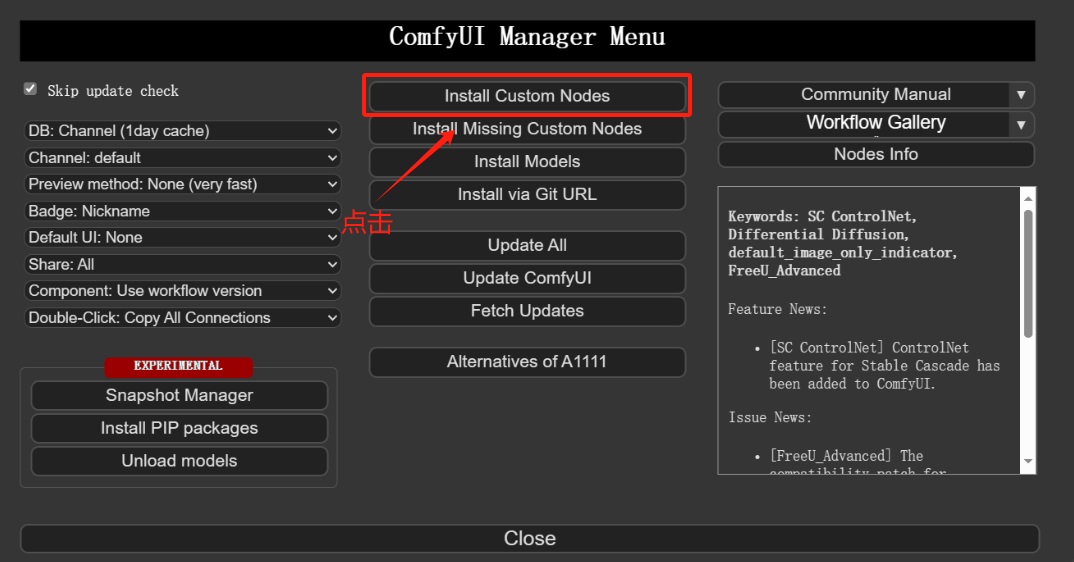 ComfyUI Manager Menu
Skip update check
DB: Channel (1day cache)
Channel: default
Preview method: None (very fast)
Badge: Nickname
Default UI: None
Share: All
Component: Use workflow version
Double-Click: Copy All Connections
EXPERIMENTAL
Snapshot Manager
Install PIP packages
Unload models
Install Custom Nodes
Install Missing Custom Nodes
Install Models
Install via Git URL
点击
Update All
Update ComfyUI
Fetch Updates
Alternatives of A1111
Community Manual
Workflow Gallery
Nodes Info
Keywords: SC ControlNet,
Differential Diffusion,
default_image_only_indicator,
FreeU_Advanced
Feature News:
• [SC ControlNet] ControlNet
feature for Stable Cascade has
been added to ComfyUI.
Issue News:
• [FreeU_Advanced] The
compatibility patch for
Close